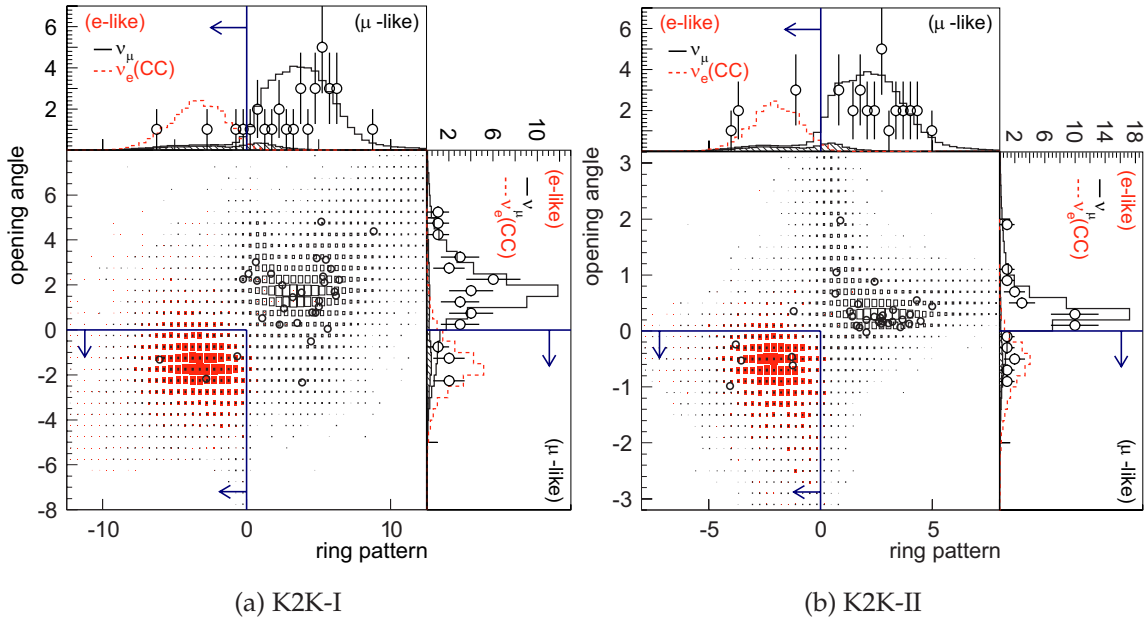 (e-like) (μ -like)
ν_μ
ν_e(CC)
6
4
2
2 6 10
opening angle
8
6
4
2
0
-2
-4
-6
-8
(e-like)
ν_μ
ν_e(CC)
(μ -like)
-10 0 10
ring pattern
(a) K2K-I
(e-like) (μ -like)
ν_μ
ν_e(CC)
6
4
2
2 6 10 14 18
opening angle
3
2
1
0
-1
-2
-3
(e-like)
ν_μ
ν_e(CC)
(μ -like)
-5 0 5
ring pattern
(b) K2K-II